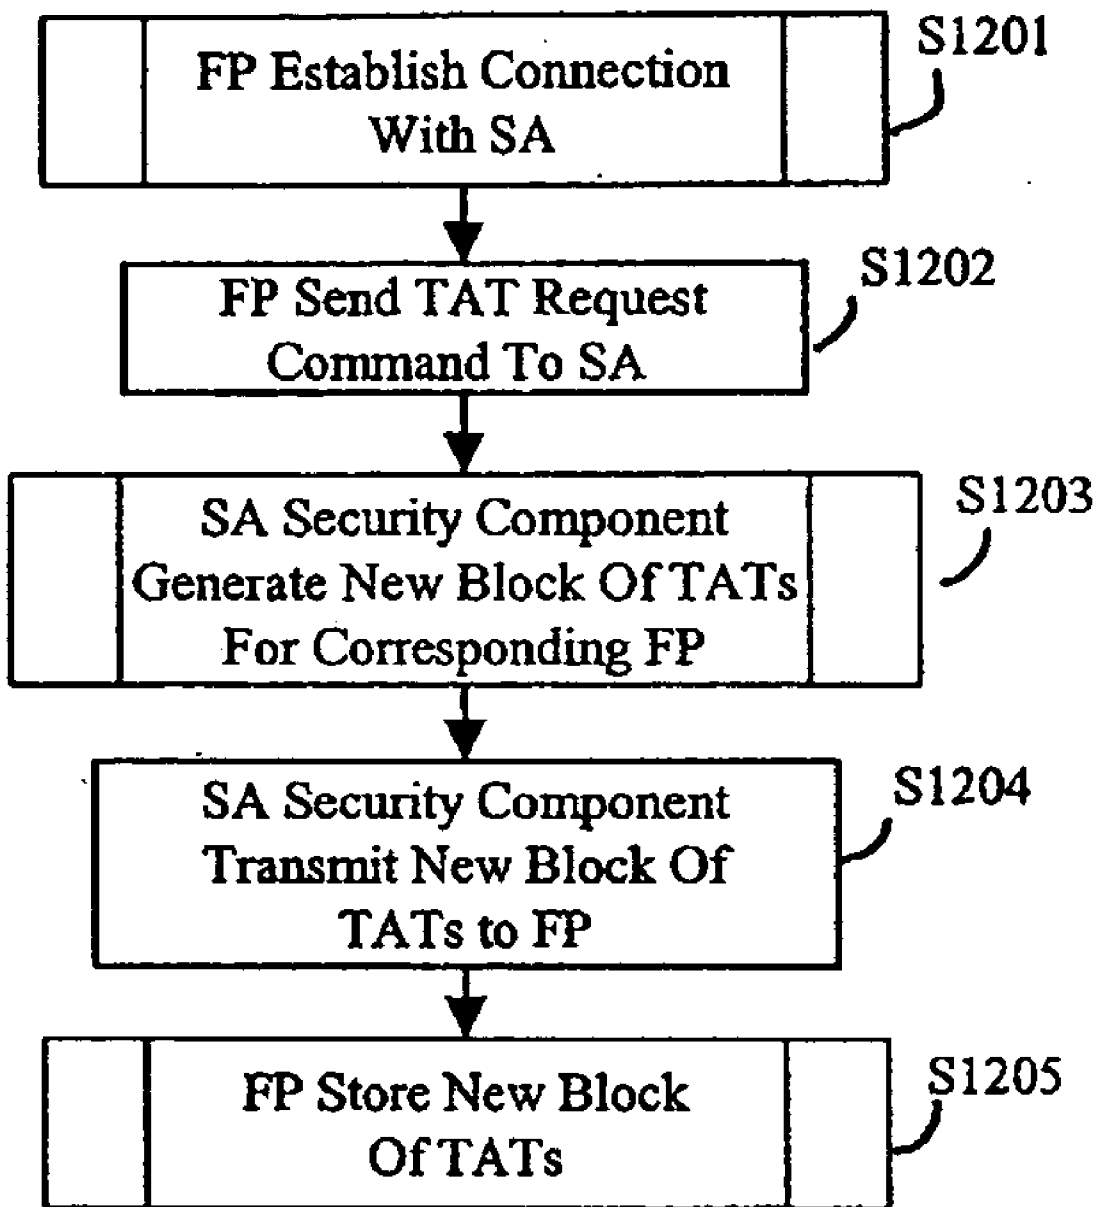 S1201
FP Establish Connection
With SA
S1202
FP Send TAT Request
Command To SA
S1203
SA Security Component
Generate New Block Of TATs
For Corresponding FP
S1204
SA Security Component
Transmit New Block Of
TATs to FP
S1205
FP Store New Block
Of TATs